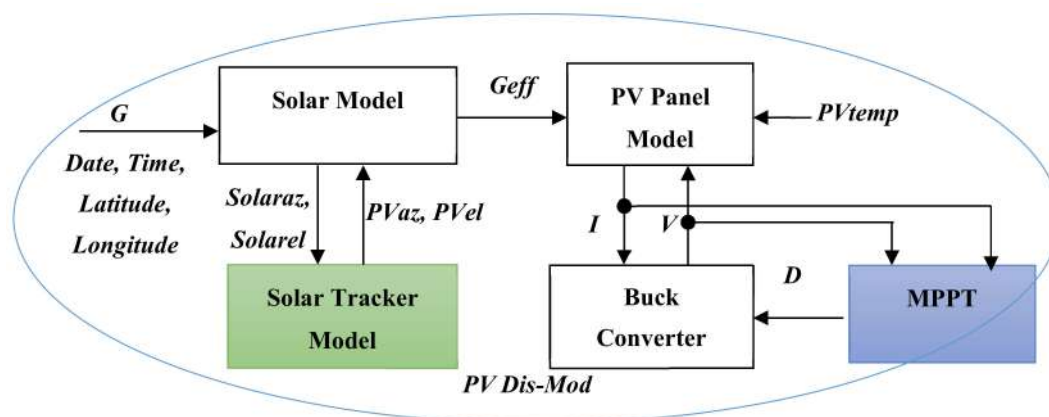 G
Date, Time,
Latitude,
Longitude
Solar Model
Geff
PV Panel
Model
PVtemp
Solaraz,
Solarel
PVaz, PVel
I
V
Solar Tracker
Model
Buck
Converter
D
MPPT
PV Dis-Mod